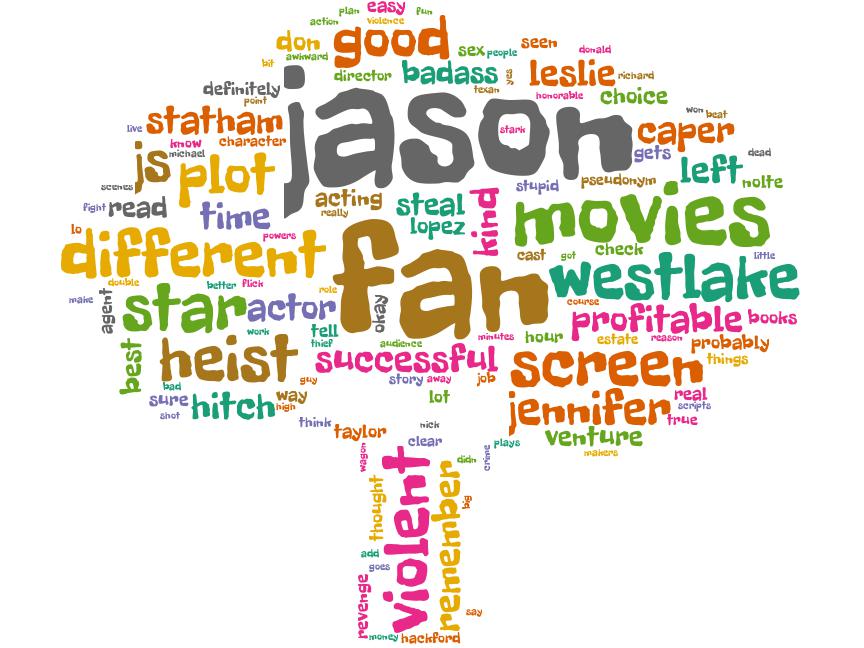 plan
easy
fun
action
violence
don
good
awkward
sex
people
seen
donald
bit
director
badass
yes
leslie
richard
definitely
texan
honorable
choice
point
jason
stark
won
beat
live
statham
character
caper
know
michael
gets
dead
js
plot
left
scenes
stupid
pseudonym
nolte
fight
read
time
acting
really
steal
kind
movies
lopez
lo
powers
different
fan
cast
got
check
little
double
better
flick
role
westlake
make
agent
star
actor
okay
course
profitable
books
work
tell
thief
audience
minutes
hour
estate
reason
probably
best
heist
successful
screen
things
bad
guy
story
away
job
sure
hitch
way
high
lot
jennifer
real
scripts
shot
true
think
taylor
nick
clear
venture
plays
makers
wagon
violent
remember
didn
crime
thought
big
add
goes
revenge
say
money
hackford